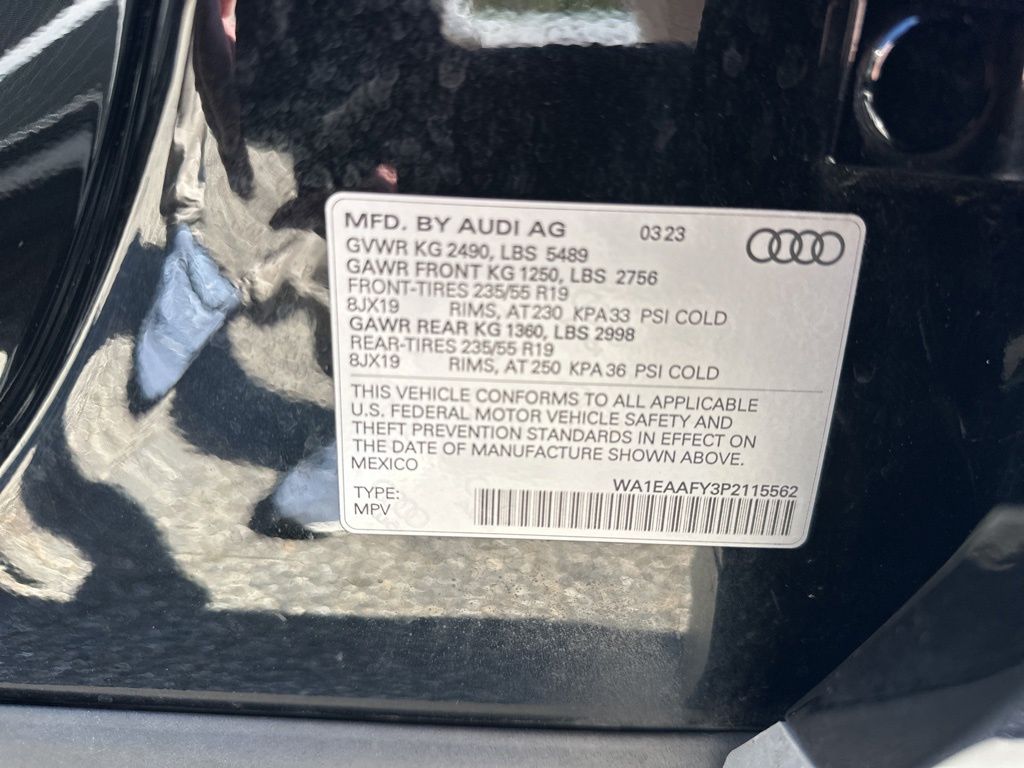 MFD. BY AUDI AG 0323
GVWR KG 2490, LBS 5489
GAWR FRONT KG 1250, LBS 2756
FRONT-TIRES 235/55 R19
8JX19 RIMS, AT 230 KPA 33 PSI COLD
GAWR REAR KG 1360, LBS 2998
REAR-TIRES 235/55 R19
8JX19 RIMS, AT 250 KPA 36 PSI COLD
THIS VEHICLE CONFORMS TO ALL APPLICABLE
U.S. FEDERAL MOTOR VEHICLE SAFETY AND
THEFT PREVENTION STANDARDS IN EFFECT ON
THE DATE OF MANUFACTURE SHOWN ABOVE.
MEXICO
WA1EAAFY3P2115562
TYPE:
MPV